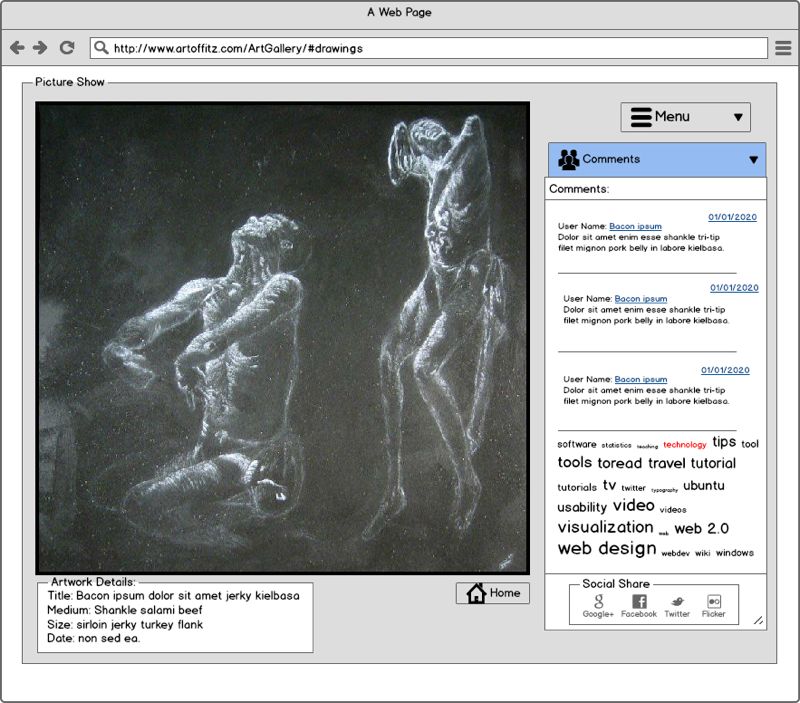 A Web Page
http://www.artoffitz.com/ArtGallery/#drawings
Picture Show
Menu
Comments
Comments:
01/01/2020
User Name: Bacon ipsum
Dolor sit amet enim esse shankle tri-tip
filet mignon pork belly in labore kielbasa.
01/01/2020
User Name: Bacon ipsum
Dolor sit amet enim esse shankle tri-tip
filet mignon pork belly in labore kielbasa.
01/01/2020
User Name: Bacon ipsum
Dolor sit amet enim esse shankle tri-tip
filet mignon pork belly in labore kielbasa.
software statistics teaching technology tips tool
tools toread travel tutorial
tutorials tv twitter typography ubuntu
usability video videos
visualization web web 2.0
web design webdev wiki windows
Social Share
Google+ Facebook Twitter Flicker
Artwork Details:
Title: Bacon ipsum dolor sit amet jerky kielbasa
Medium: Shankle salami beef
Size: sirloin jerky turkey flank
Date: non sed ea.
Home